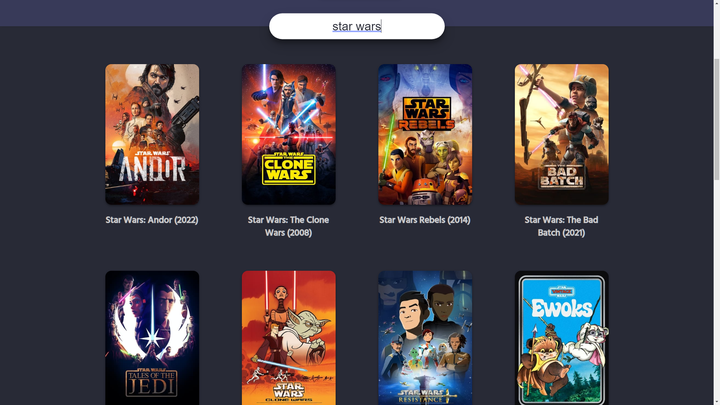 star wars
STAR WARS
ANDOR
STAR WARS
THE
CLONE
WARS
STAR
WARS
REBELS
THE
BAD
BATCH
Star Wars: Andor (2022)
Star Wars: The Clone
Wars (2008)
Star Wars Rebels (2014)
Star Wars: The Bad
Batch (2021)
STAR WARS
TALES OF THE
JEDI
STAR
WARS
CLONE WARS
STAR WARS
RESISTANCE
Ewoks